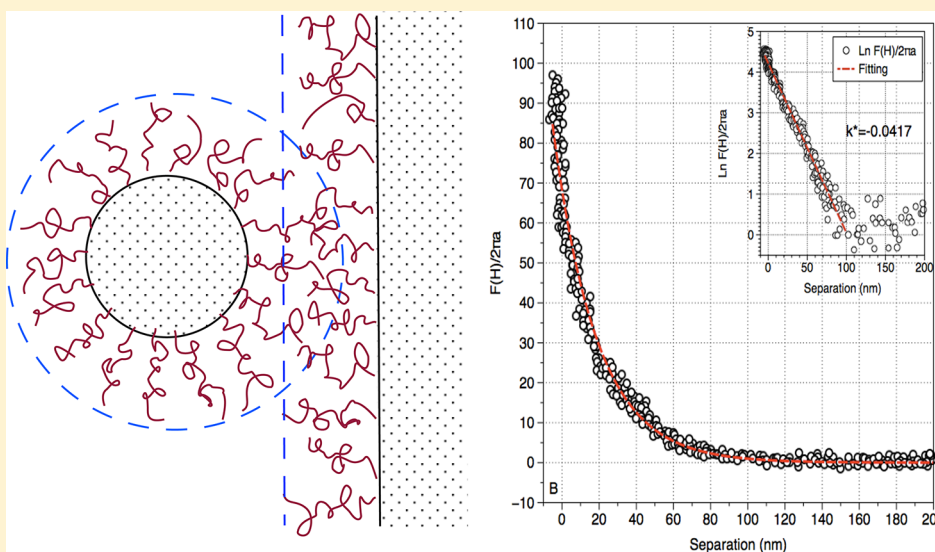 110
100
90
80
70
60
50
40
30
20
10
0
−10
F(H)/2πa
B
0 20 40 60 80 100 120 140 160 180 200
Separation (nm)
5
4
3
2
1
0
Ln F(H)/2πa
Ln F(H)/2πa
Fitting
k*=-0.0417
0 50 100 150 200
Separation (nm)